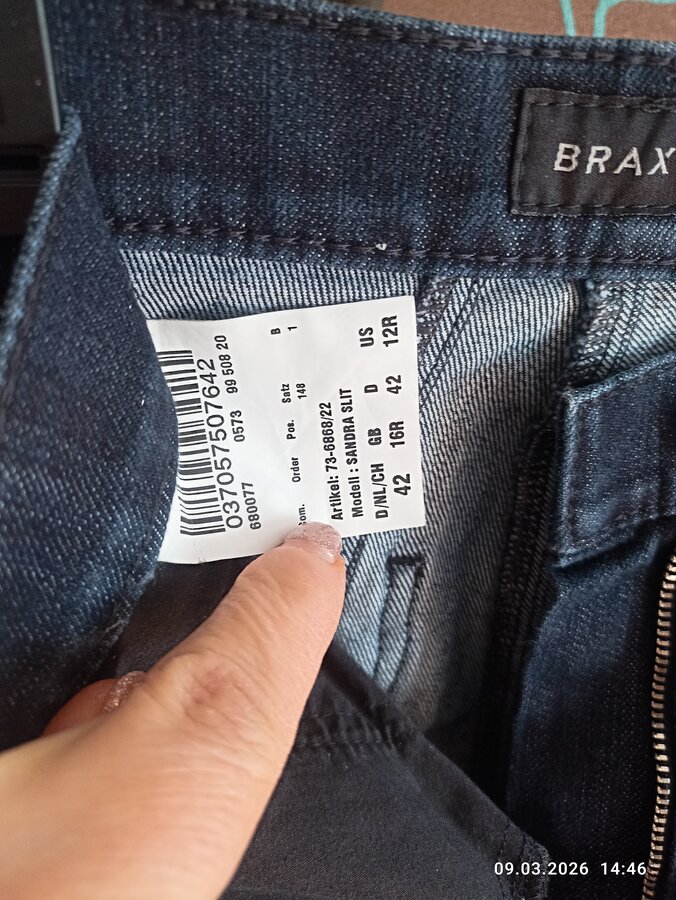 BRAX
037057507642
680077 0573 99 508 20
Com. Order Pos. Satz B
148 1
Artikel: 73-6868/22
Modell : SANDRA SLIT
D/NL/CH GB D US
42 16R 42 12R
09.03.2026 14:46